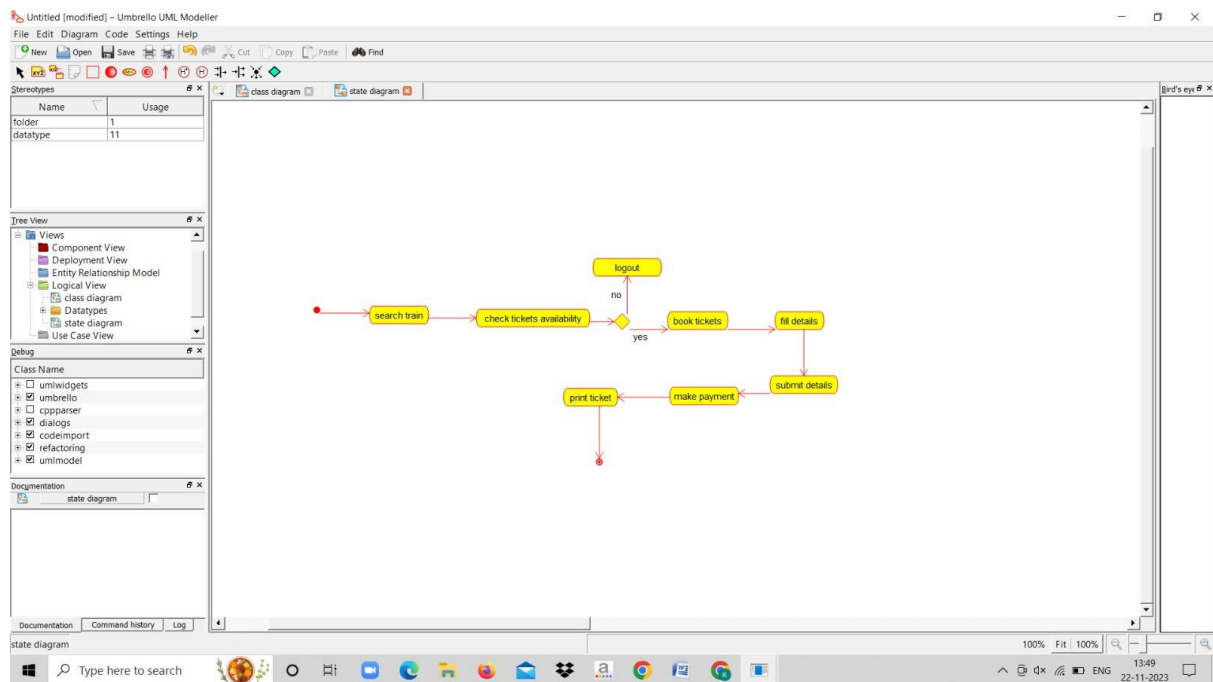 Untitled [modified] – Umbrello UML Modeller
File Edit Diagram Code Settings Help
New Open Save Cut Copy Paste Find
Stereotypes
class diagram state diagram
Bird's eye
Name Usage
folder 1
datatype 11
Tree View
Views
Component View
Deployment View
Entity Relationship Model
Logical View
class diagram
Datatypes
state diagram
Use Case View
Debug
Class Name
umlwidgets
umbrello
cppparser
dialogs
codeimport
refactoring
umlmodel
Documentation
state diagram
Documentation Command history Log
logout
no
search train
check tickets availability
book tickets
fill details
yes
submit details
make payment
print ticket
state diagram
100% Fit 100%
Type here to search
ENG
13:49
22-11-2023